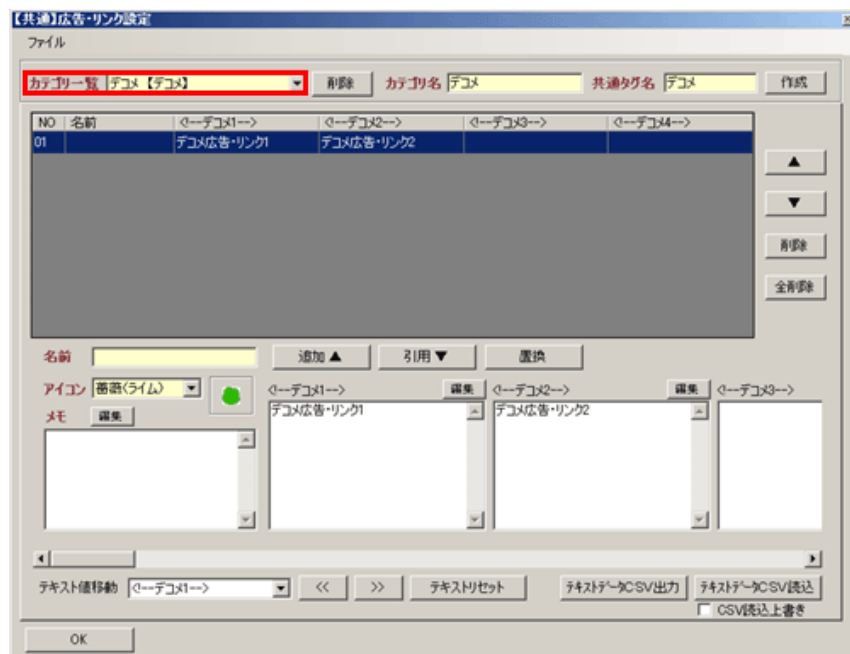 【共通】広告・リンク設定
ファイル
カテゴリ一覧 デコメ 【デコメ】 削除 カテゴリ名 デコメ 共通タグ名 デコメ 作成
NO 名前 <!--デコメ1--> <!--デコメ2--> <!--デコメ3--> <!--デコメ4-->
01 デコメ広告・リンク1 デコメ広告・リンク2
▲
▼
削除
全削除
名前 追加▲ 引用▼ 置換
アイコン 薔薇(ライム) <!--デコメ1--> 編集 <!--デコメ2--> 編集 <!--デコメ3-->
メモ 編集 デコメ広告・リンク1 デコメ広告・リンク2
テキスト値移動 <!--デコメ1--> << >> テキストリセット テキストデータCSV出力 テキストデータCSV読込
CSV読込上書き
OK